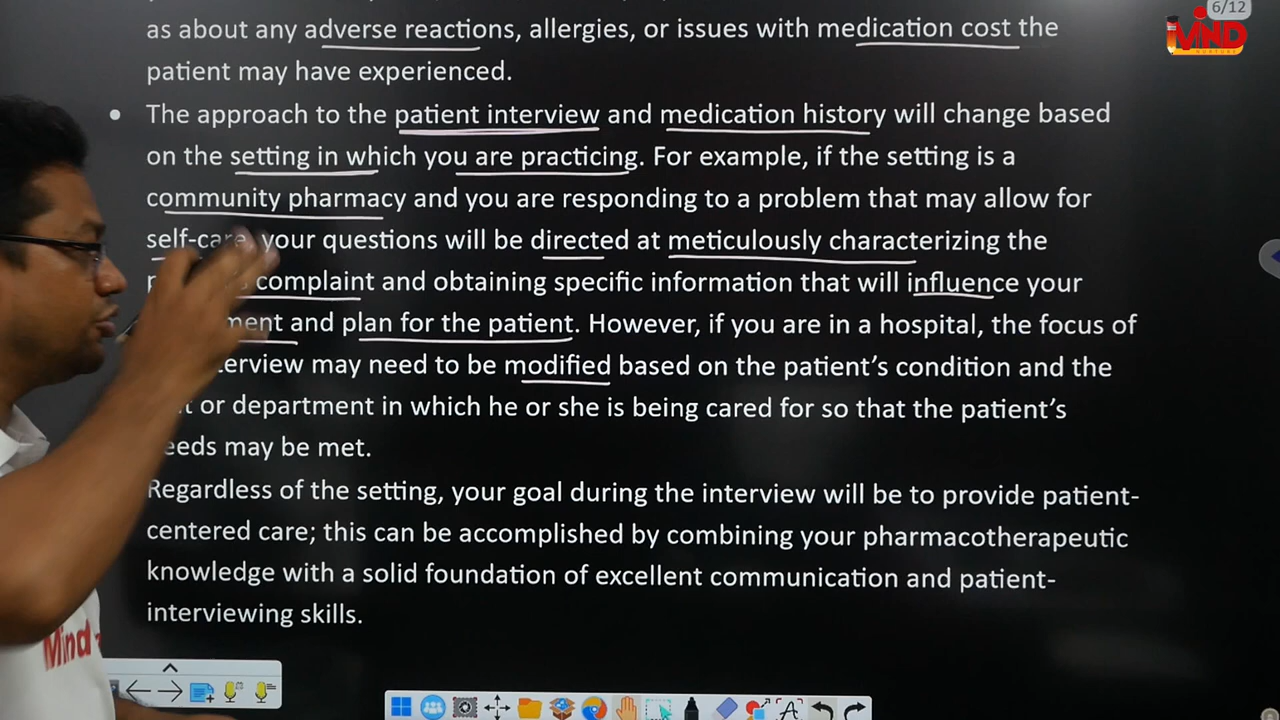 6/12
MIND
as about any adverse reactions, allergies, or issues with medication cost the
patient may have experienced.
• The approach to the patient interview and medication history will change based
on the setting in which you are practicing. For example, if the setting is a
community pharmacy and you are responding to a problem that may allow for
self-care, your questions will be directed at meticulously characterizing the
complaint and obtaining specific information that will influence your
and plan for the patient. However, if you are in a hospital, the focus of
may need to be modified based on the patient's condition and the
or department in which he or she is being cared for so that the patient's
may be met.
Regardless of the setting, your goal during the interview will be to provide patient-
centered care; this can be accomplished by combining your pharmacotherapeutic
knowledge with a solid foundation of excellent communication and patient-
interviewing skills.
Mind